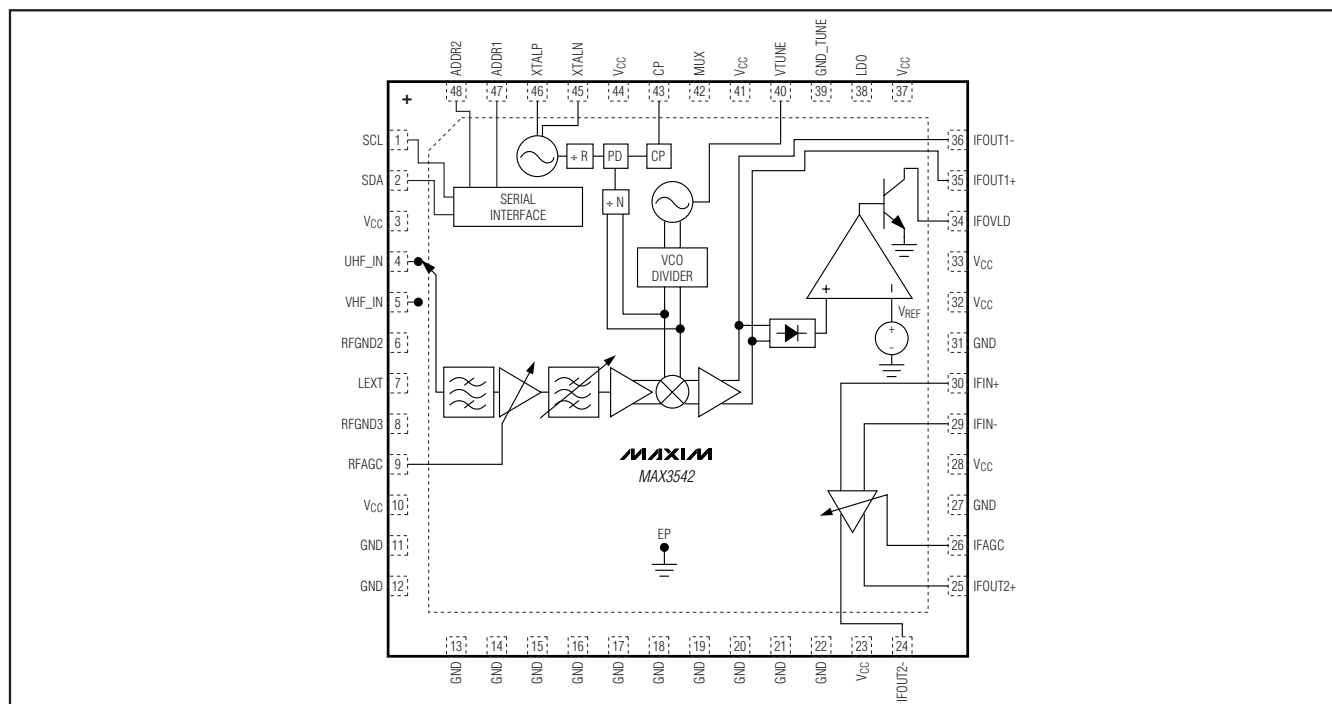 ADDR2
ADDR1
XTALP
XTALN
VCC
CP
MUX
VCC
VTUNE
GND_TUNE
LDO
VCC
+
48
47
46
45
44
43
42
41
40
39
38
37
SCL 1
SDA 2
VCC 3
UHF_IN 4
VHF_IN 5
RFGND2 6
LEXT 7
RFGND3 8
RFAGC 9
VCC 10
GND 11
GND 12
÷ R
PD
CP
SERIAL
INTERFACE
÷ N
VCO
DIVIDER
+
−
VREF
+
-
MAXIM
MAX3542
EP
36 IFOUT1-
35 IFOUT1+
34 IFOVLD
33 VCC
32 VCC
31 GND
30 IFIN+
29 IFIN-
28 VCC
27 GND
26 IFAGC
25 IFOUT2+
13
14
15
16
17
18
19
20
21
22
23
24
GND
GND
GND
GND
GND
GND
GND
GND
GND
GND
VCC
IFOUT2-